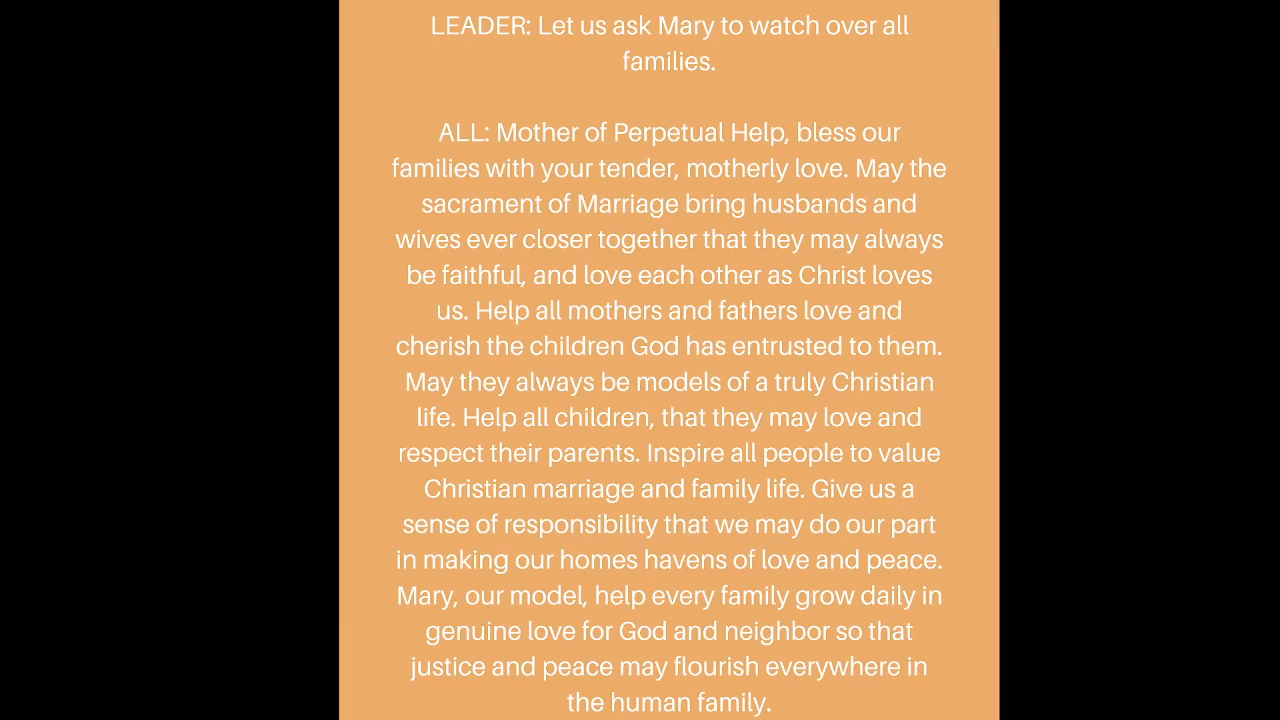 LEADER: Let us ask Mary to watch over all
families.
ALL: Mother of Perpetual Help, bless our
families with your tender, motherly love. May the
sacrament of Marriage bring husbands and
wives ever closer together that they may always
be faithful, and love each other as Christ loves
us. Help all mothers and fathers love and
cherish the children God has entrusted to them.
May they always be models of a truly Christian
life. Help all children, that they may love and
respect their parents. Inspire all people to value
Christian marriage and family life. Give us a
sense of responsibility that we may do our part
in making our homes havens of love and peace.
Mary, our model, help every family grow daily in
genuine love for God and neighbor so that
justice and peace may flourish everywhere in
the human family.